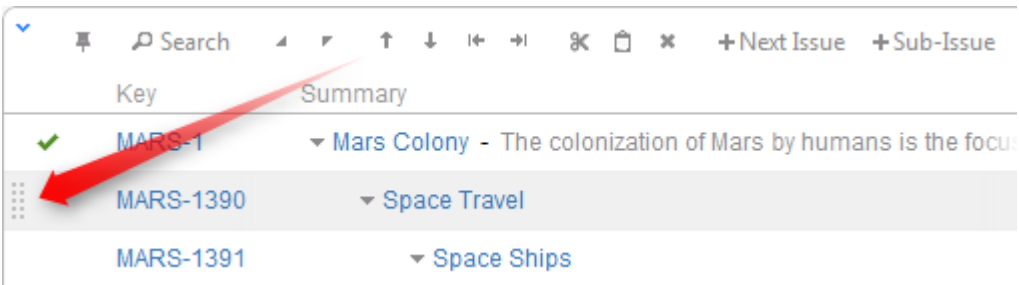 Search +Next Issue +Sub-Issue
Key Summary
MARS-1 Mars Colony - The colonization of Mars by humans is the focus
MARS-1390 Space Travel
MARS-1391 Space Ships